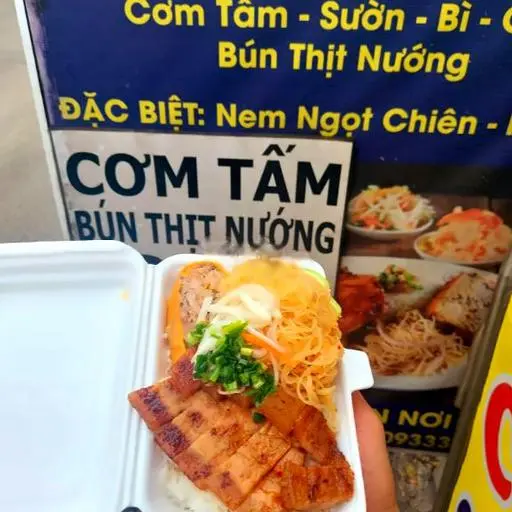 Cơm Tấm - Sườn - Bì -
Bún Thịt Nướng
ĐẶC BIỆT: Nem Ngọt Chiên -
CƠM TẤM
BÚN THỊT NƯỚNG
NƠI
09333